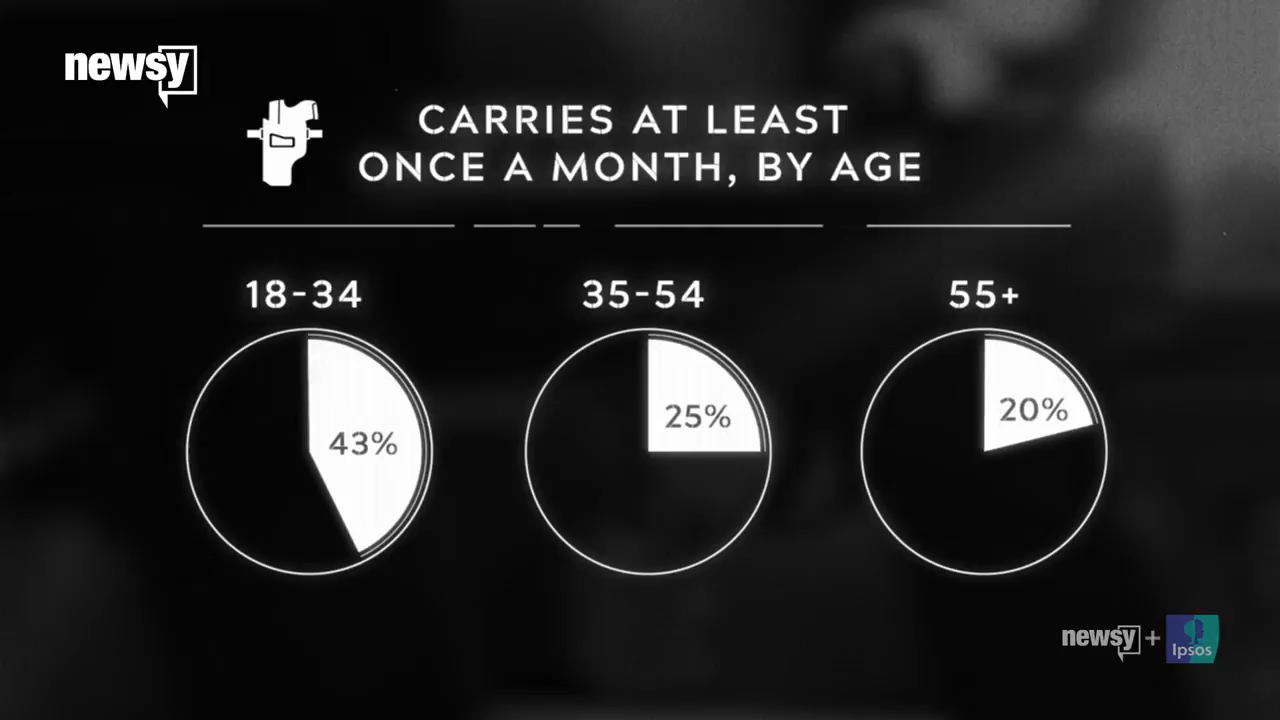 newsy
CARRIES AT LEAST
ONCE A MONTH, BY AGE
18-34
35-54
55+
43%
25%
20%
newsy + Ipsos